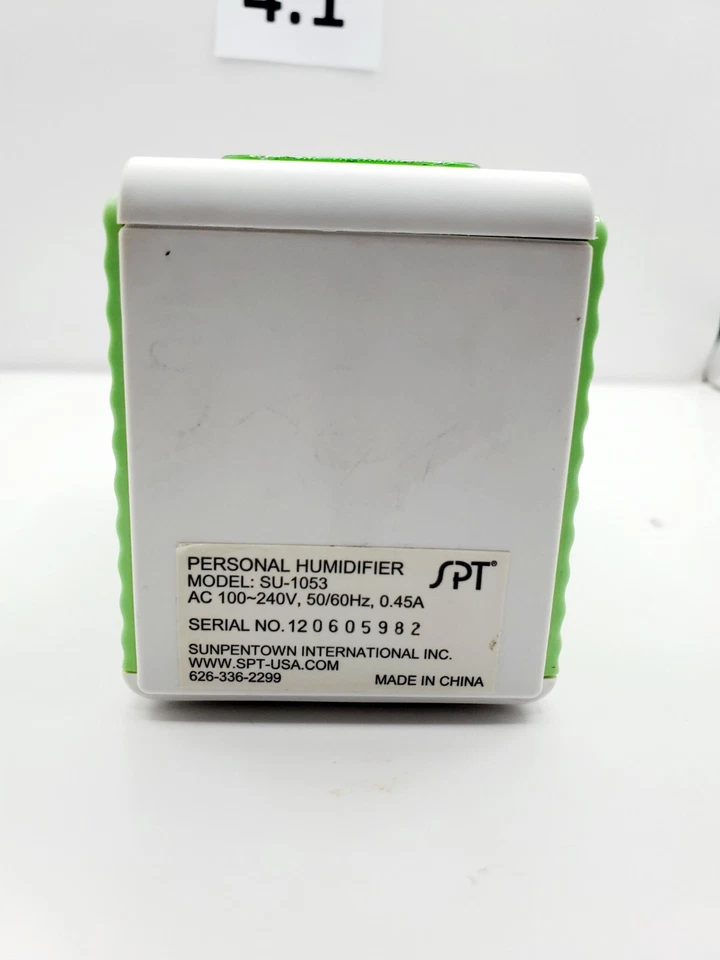 4.1
PERSONAL HUMIDIFIER
SPT®
MODEL: SU-1053
AC 100~240V, 50/60Hz, 0.45A
SERIAL NO. 120605982
SUNPENTOWN INTERNATIONAL INC.
WWW.SPT-USA.COM
626-336-2299 MADE IN CHINA